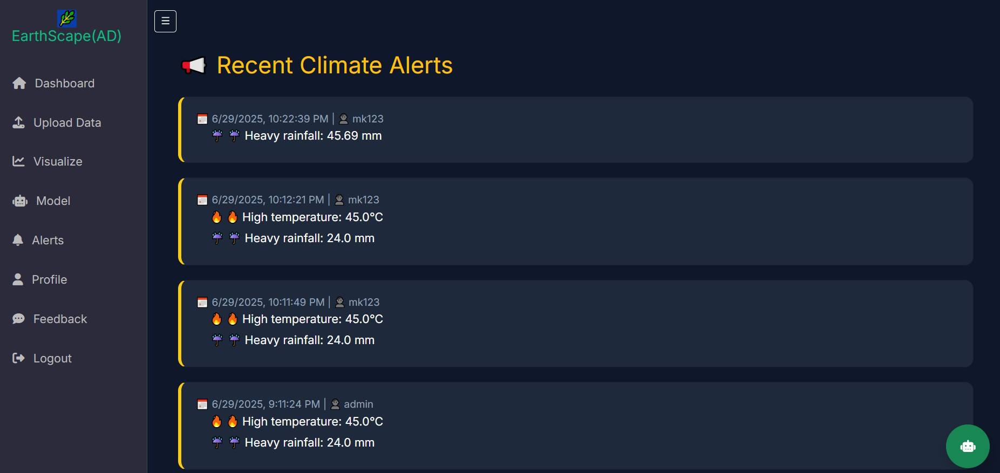 EarthScape(AD)
Dashboard
Upload Data
Visualize
Model
Alerts
Profile
Feedback
Logout
☰
📢 Recent Climate Alerts
📅 6/29/2025, 10:22:39 PM | 👤 mk123
☔ ☔ Heavy rainfall: 45.69 mm
📅 6/29/2025, 10:12:21 PM | 👤 mk123
🔥 🔥 High temperature: 45.0°C
☔ ☔ Heavy rainfall: 24.0 mm
📅 6/29/2025, 10:11:49 PM | 👤 mk123
🔥 🔥 High temperature: 45.0°C
☔ ☔ Heavy rainfall: 24.0 mm
📅 6/29/2025, 9:11:24 PM | 👤 admin
🔥 🔥 High temperature: 45.0°C
☔ ☔ Heavy rainfall: 24.0 mm